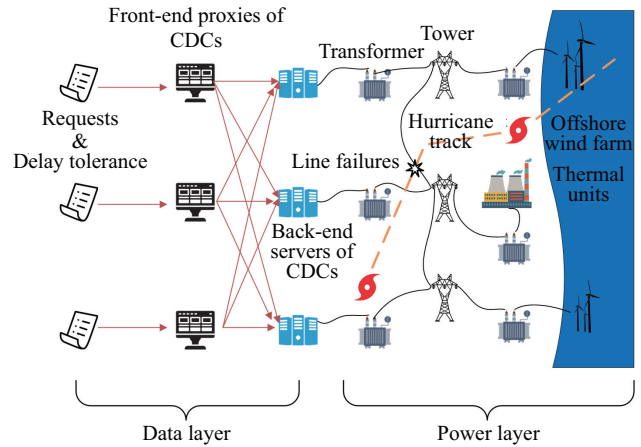 Front-end proxies of
CDCs
Transformer
Tower
Requests
&
Delay tolerance
Hurricane
track
Offshore
wind farm
Line failures
Thermal
units
Back-end
servers of
CDCs
Data layer
Power layer